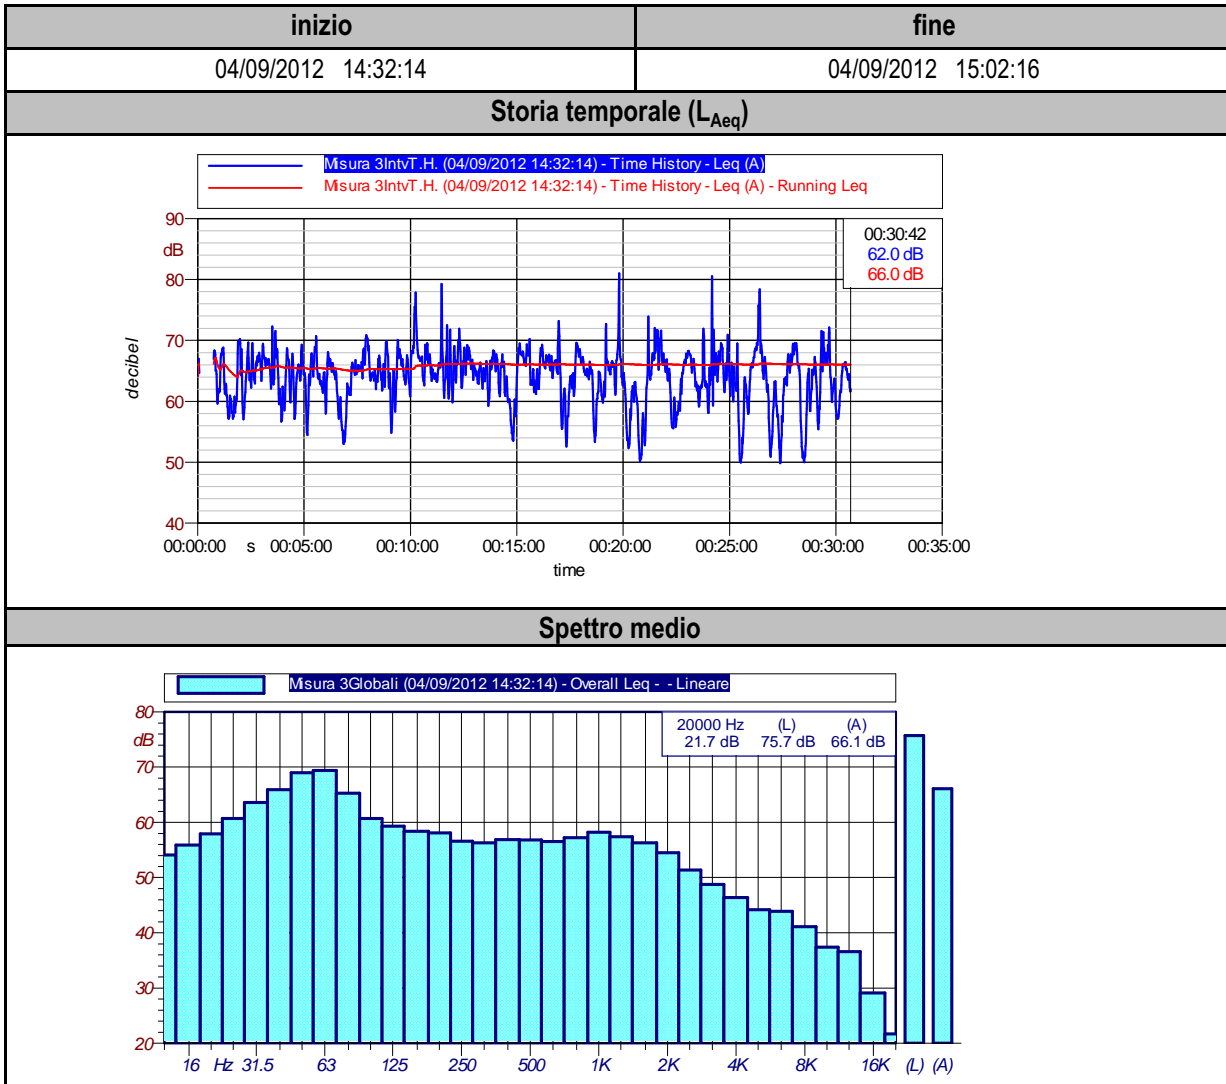 inizio fine
04/09/2012 14:32:14 04/09/2012 15:02:16
Storia temporale (LAeq)
Misura 3IntvT.H. (04/09/2012 14:32:14) - Time History - Leq (A)
Misura 3IntvT.H. (04/09/2012 14:32:14) - Time History - Leq (A) - Running Leq
90
dB
80
70
60
50
40
decibel
00:30:42
62.0 dB
66.0 dB
00:00:00 s 00:05:00 00:10:00 00:15:00 00:20:00 00:25:00 00:30:00 00:35:00
time
Spettro medio
Misura 3Globali (04/09/2012 14:32:14) - Overall Leq - - Lineare
80
dB
70
60
50
40
30
20
20000 Hz (L) (A)
21.7 dB 75.7 dB 66.1 dB
16 Hz 31.5 63 125 250 500 1K 2K 4K 8K 16K (L) (A)